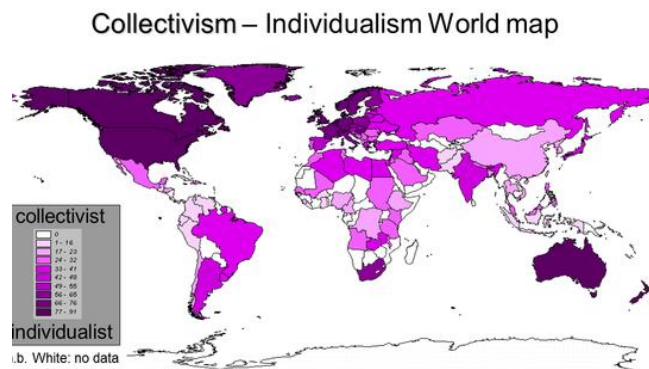 Collectivism – Individualism World map
collectivist
0
1 - 16
17 - 23
24 - 32
33 - 41
42 - 48
49 - 55
56 - 65
66 - 76
77 - 91
individualist
.b. White: no data